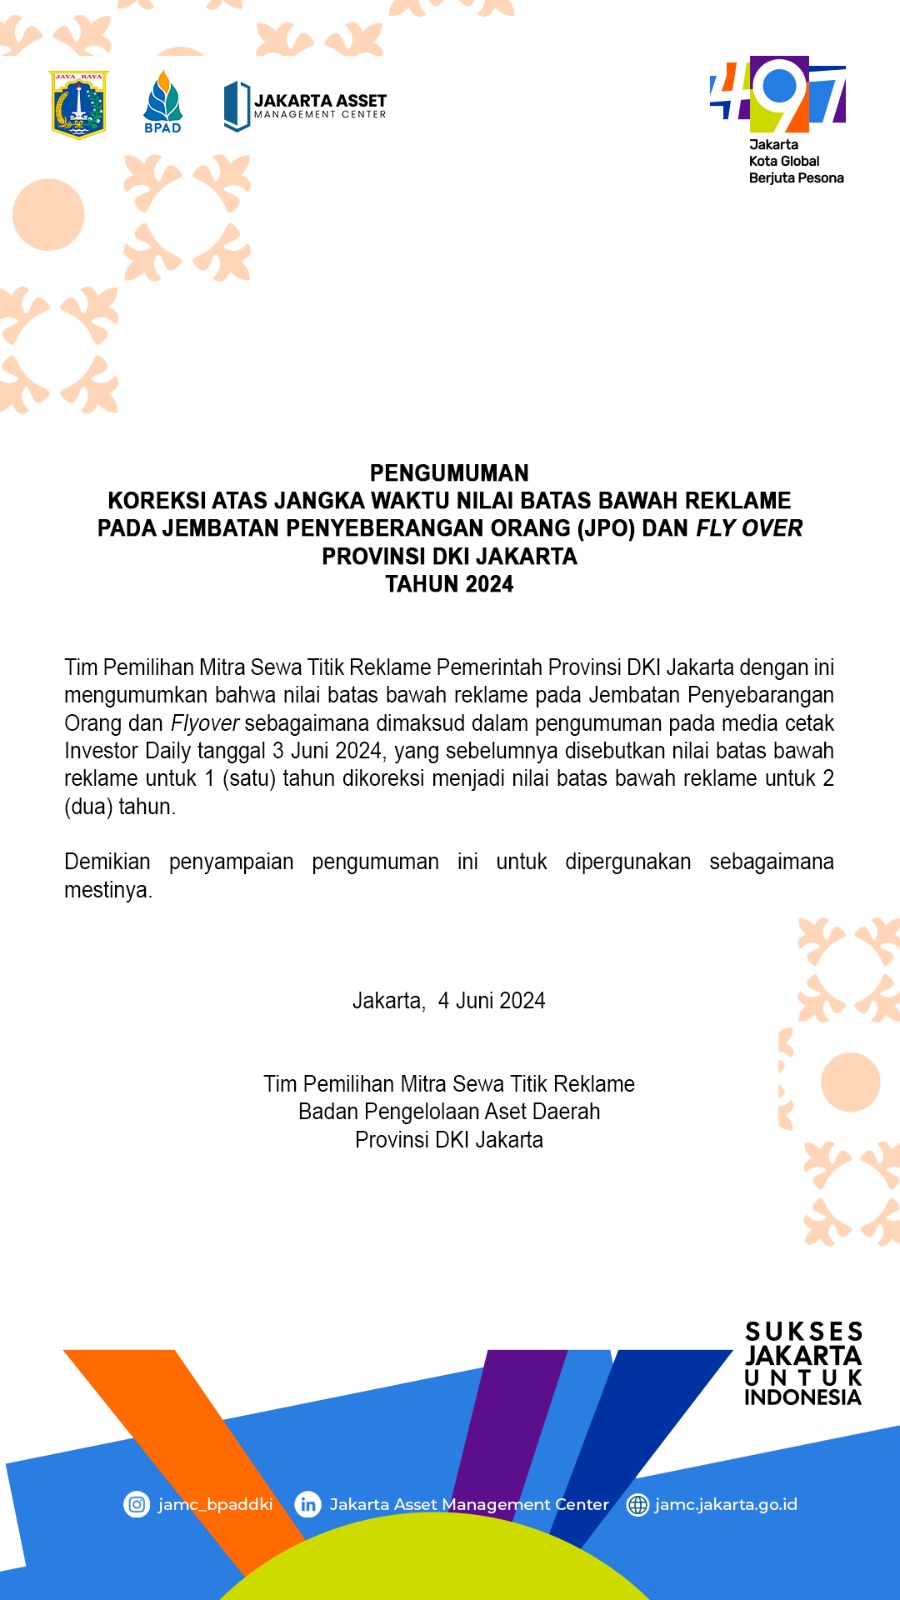 JAYA RAYA
BPAD
JAKARTA ASSET
MANAGEMENT CENTER
497
Jakarta
Kota Global
Berjuta Pesona
PENGUMUMAN
KOREKSI ATAS JANGKA WAKTU NILAI BATAS BAWAH REKLAME
PADA JEMBATAN PENYEBERANGAN ORANG (JPO) DAN FLY OVER
PROVINSI DKI JAKARTA
TAHUN 2024
Tim Pemilihan Mitra Sewa Titik Reklame Pemerintah Provinsi DKI Jakarta dengan ini
mengumumkan bahwa nilai batas bawah reklame pada Jembatan Penyebarangan
Orang dan Flyover sebagaimana dimaksud dalam pengumuman pada media cetak
Investor Daily tanggal 3 Juni 2024, yang sebelumnya disebutkan nilai batas bawah
reklame untuk 1 (satu) tahun dikoreksi menjadi nilai batas bawah reklame untuk 2
(dua) tahun.
Demikian penyampaian pengumuman ini untuk dipergunakan sebagaimana
mestinya.
Jakarta,  4 Juni 2024
Tim Pemilihan Mitra Sewa Titik Reklame
Badan Pengelolaan Aset Daerah
Provinsi DKI Jakarta
SUKSES
JAKARTA
UNTUK
INDONESIA
jamc_bpaddki
Jakarta Asset Management Center
jamc.jakarta.go.id